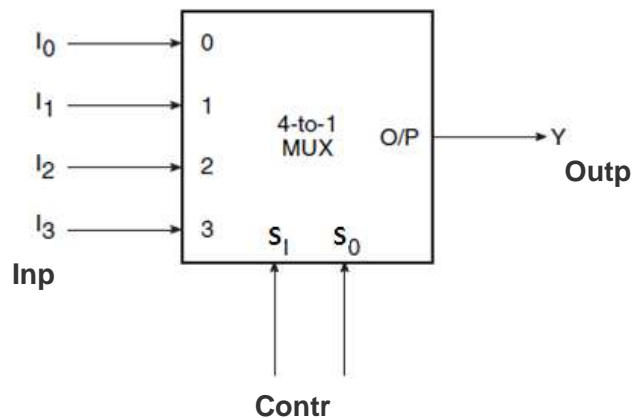 I0 0
I1 1
4-to-1
MUX
O/P
Y
I2 2
Outp
I3 3
S1 S0
Inp
Contr